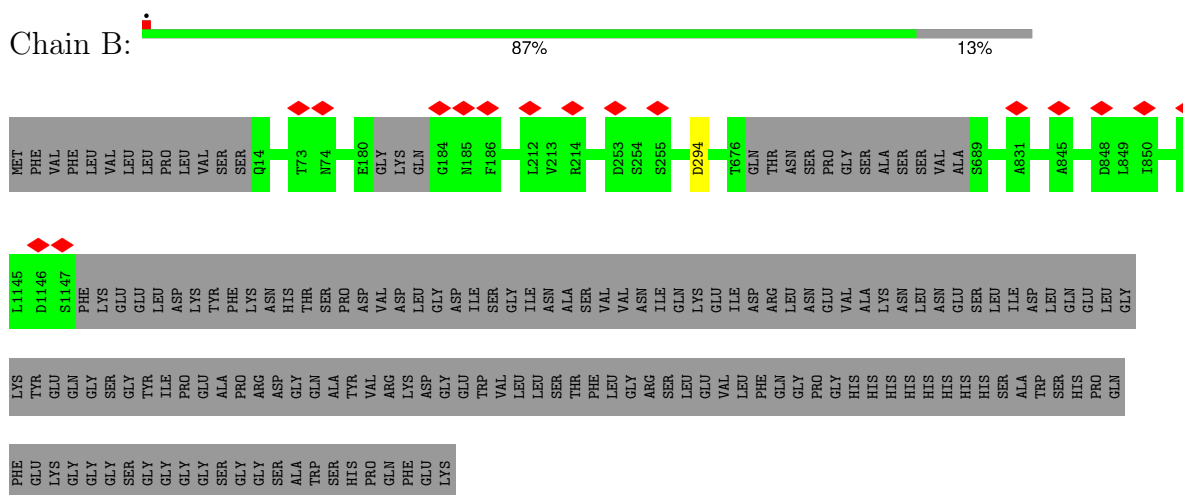 Chain B:
87% 13%
MET PHE VAL PHE LEU VAL LEU LEU PRO LEU VAL SER SER Q14 T73 N74 E180 GLY LYS GLN G184 N185 F186 L212 V213 R214 D253 S254 S255 D294 T676 GLN THR ASN SER PRO GLY SER ALA SER SER VAL ALA S689 A831 A845 D848 L849 I850
L1145 D1146 S1147 PHE LYS GLU GLU LEU ASP LYS TYR PHE LYS ASN HIS THR SER PRO ASP VAL ASP LEU GLY ASP ILE SER GLY ILE ASN ALA SER VAL VAL ASN ILE GLN LYS GLU ILE ASP ARG LEU ASN GLU VAL ALA LYS ASN LEU ASN GLU SER LEU ILE ASP LEU GLN GLU LEU GLY
LYS TYR GLU GLN GLY SER GLY TYR ILE PRO GLU ALA PRO ARG ASP GLY GLN ALA TYR VAL ARG LYS ASP GLY GLU TRP VAL LEU LEU SER THR PHE LEU GLY ARG SER LEU GLU VAL LEU PHE GLN GLY PRO GLY HIS HIS HIS HIS HIS HIS HIS HIS SER ALA TRP SER HIS PRO GLN
PHE GLU LYS GLY GLY GLY SER GLY GLY GLY GLY SER GLY GLY SER ALA TRP SER HIS PRO GLN PHE GLU LYS